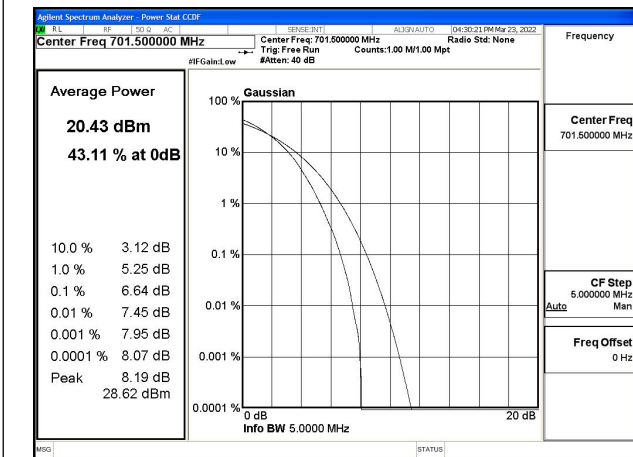 Agilent Spectrum Analyzer - Power Stat CCDF
RL RF 50 Ω AC SENSE:INT ALIGN AUTO 04:30:21 PM Mar 23, 2022
Center Freq 701.500000 MHz
Center Freq: 701.500000 MHz Radio Std: None
Trig: Free Run Counts:1.00 M/1.00 Mpt
#IFGain:Low #Atten: 40 dB
Frequency
Average Power
20.43 dBm
43.11 % at 0dB
10.0 % 3.12 dB
1.0 % 5.25 dB
0.1 % 6.64 dB
0.01 % 7.45 dB
0.001 % 7.95 dB
0.0001 % 8.07 dB
Peak 8.19 dB
28.62 dBm
Gaussian
100 %
10 %
1 %
0.1 %
0.01 %
0.001 %
0.0001 %
0 dB 20 dB
Info BW 5.0000 MHz
Center Freq
701.500000 MHz
CF Step
5.000000 MHz
Auto Man
Freq Offset
0 Hz
MSG STATUS